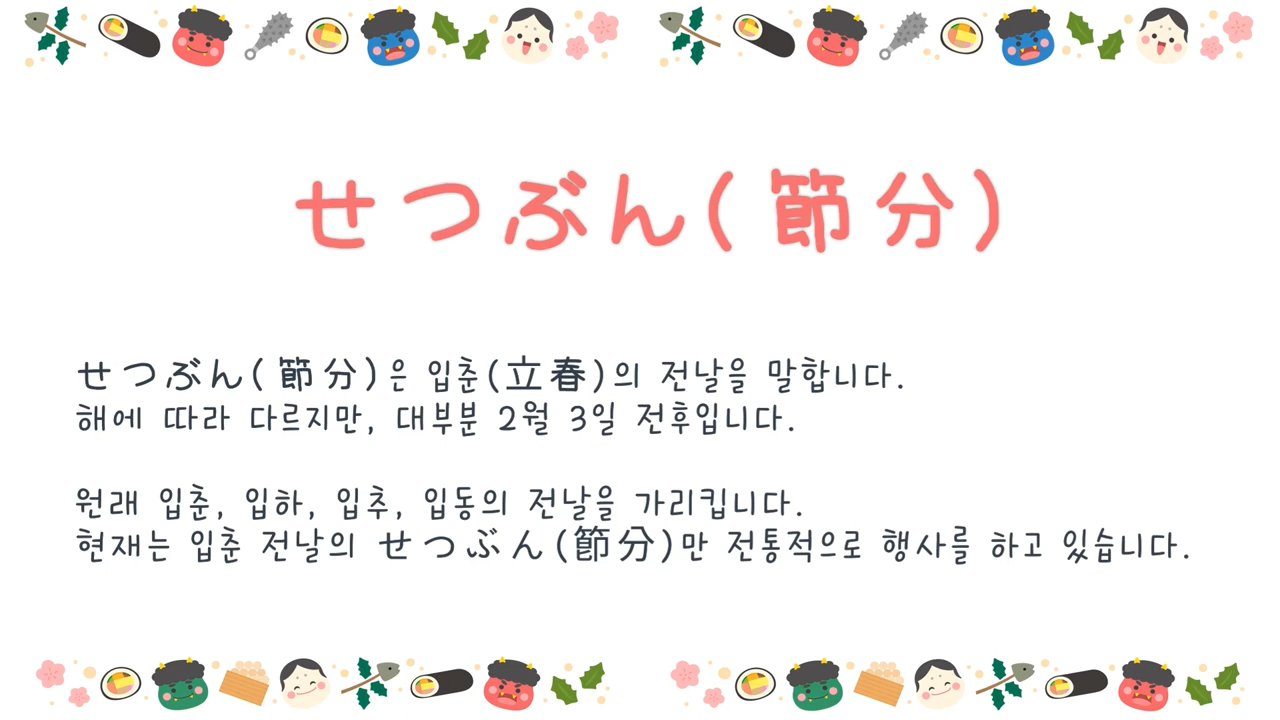 せつぶん(節分)
せつぶん(節分)은 입춘(立春)의 전날을 말합니다.
해에 따라 다르지만, 대부분 2월 3일 전후입니다.
원래 입춘, 입하, 입추, 입동의 전날을 가리킵니다.
현재는 입춘 전날의 せつぶん(節分)만 전통적으로 행사를 하고 있습니다.